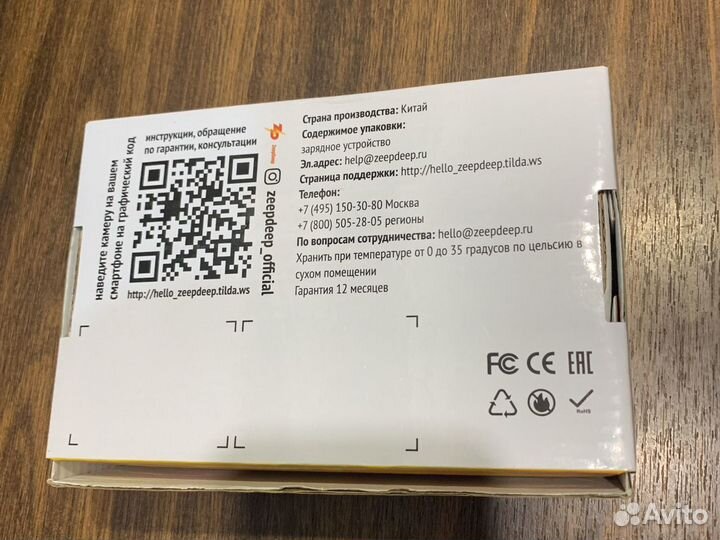 наведите камеру на вашем
смартфоне на графический код
инструкции, обращение
по гарантии, консультации
http://hello_zeepdeep.tilda.ws
zeepdeep_official
Страна производства: Китай
Содержимое упаковки:
зарядное устройство
Эл.адрес: help@zeepdeep.ru
Страница поддержки: http://hello_zeepdeep.tilda.ws
Телефон:
+7 (495) 150-30-80 Москва
+7 (800) 505-28-05 регионы
По вопросам сотрудничества: hello@zeepdeep.ru
Хранить при температуре от 0 до 35 градусов по цельсию в
сухом помещении
Гарантия 12 месяцев
FC CE EAC
RoHS
Avito